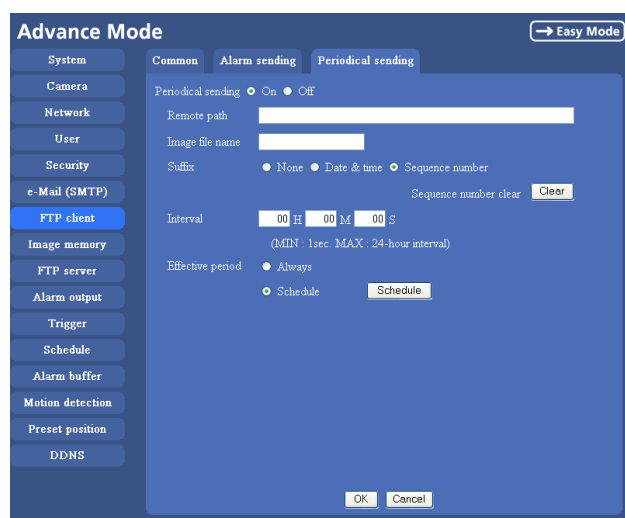 Advance Mode
→ Easy Mode
System
Camera
Network
User
Security
e-Mail (SMTP)
FTP client
Image memory
FTP server
Alarm output
Trigger
Schedule
Alarm buffer
Motion detection
Preset position
DDNS
Common Alarm sending Periodical sending
Periodical sending On Off
Remote path
Image file name
Suffix None Date & time Sequence number
Sequence number clear Clear
Interval 00 H 00 M 00 S
(MIN : 1sec. MAX : 24-hour interval)
Effective period Always
Schedule Schedule
OK Cancel